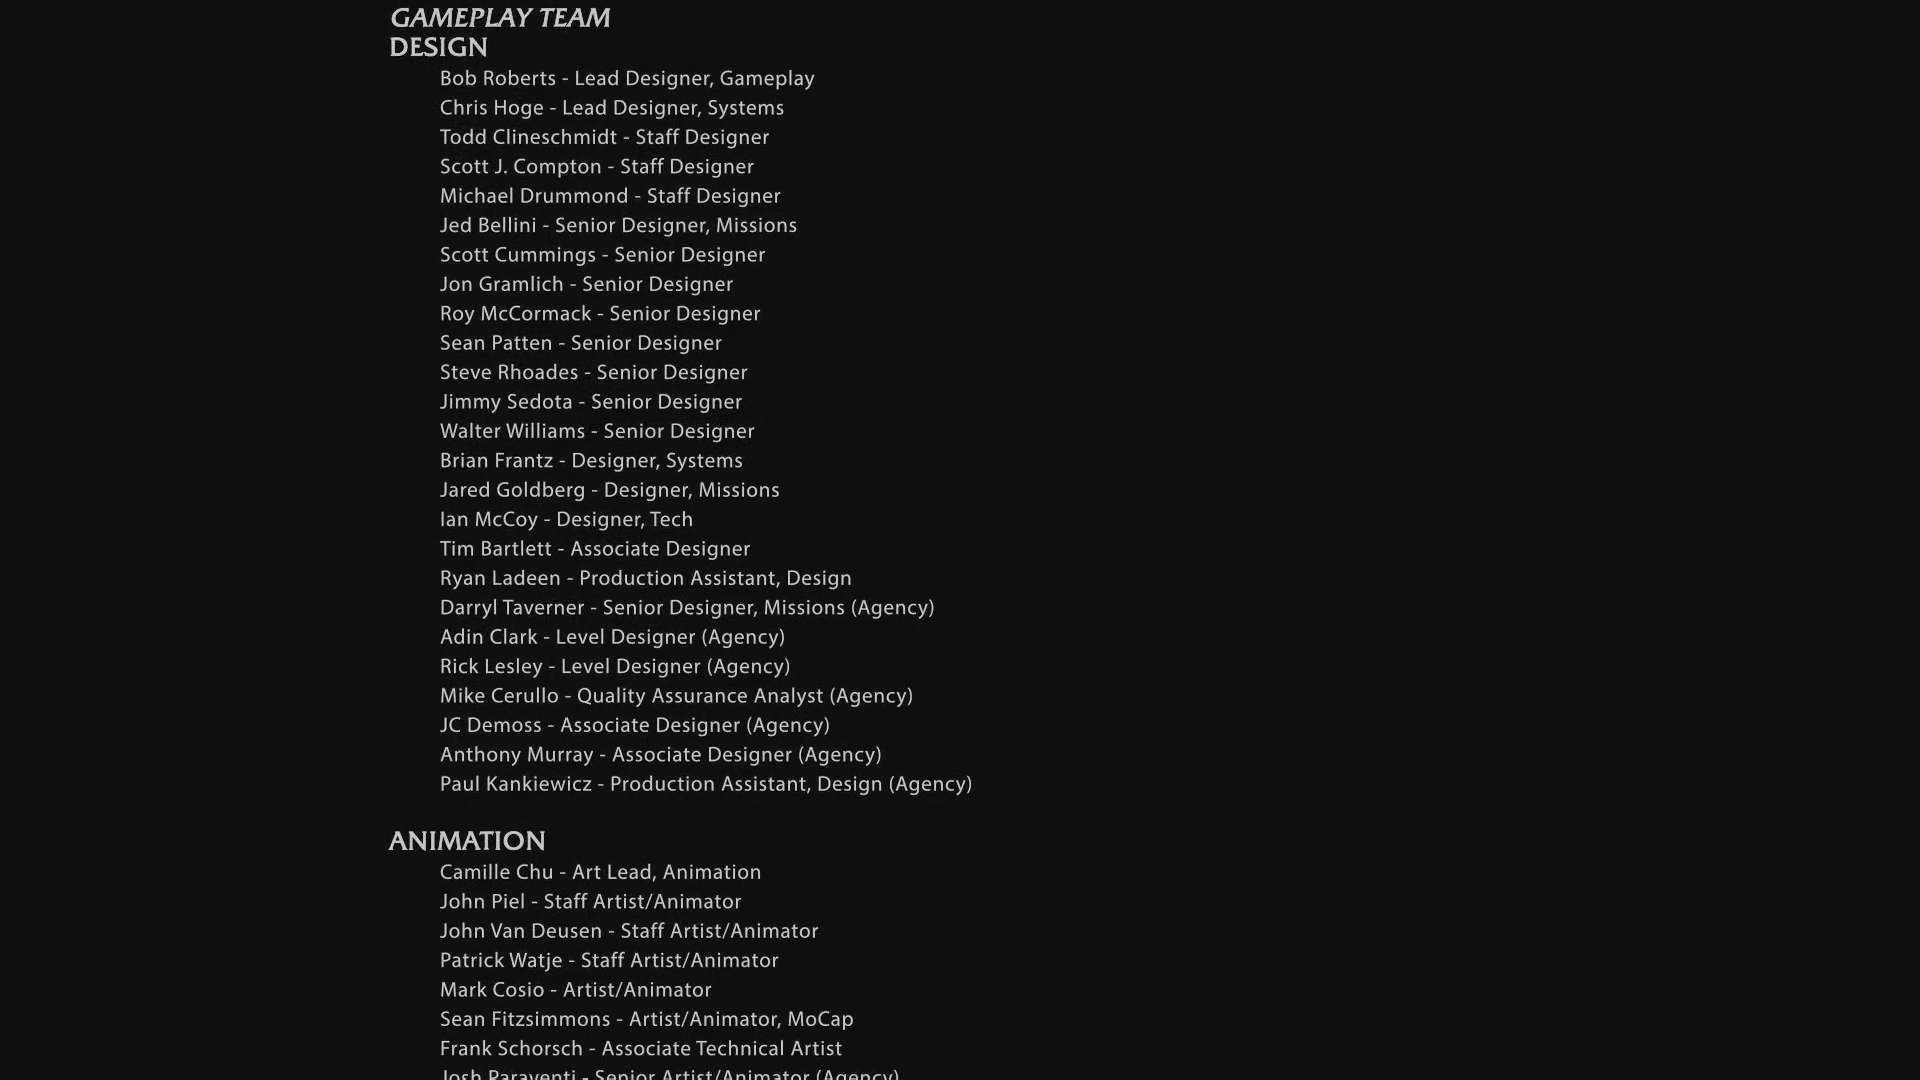 GAMEPLAY TEAM
DESIGN
Bob Roberts - Lead Designer, Gameplay
Chris Hoge - Lead Designer, Systems
Todd Clineschmidt - Staff Designer
Scott J. Compton - Staff Designer
Michael Drummond - Staff Designer
Jed Bellini - Senior Designer, Missions
Scott Cummings - Senior Designer
Jon Gramlich - Senior Designer
Roy McCormack - Senior Designer
Sean Patten - Senior Designer
Steve Rhoades - Senior Designer
Jimmy Sedota - Senior Designer
Walter Williams - Senior Designer
Brian Frantz - Designer, Systems
Jared Goldberg - Designer, Missions
Ian McCoy - Designer, Tech
Tim Bartlett - Associate Designer
Ryan Ladeen - Production Assistant, Design
Darryl Taverner - Senior Designer, Missions (Agency)
Adin Clark - Level Designer (Agency)
Rick Lesley - Level Designer (Agency)
Mike Cerullo - Quality Assurance Analyst (Agency)
JC Demoss - Associate Designer (Agency)
Anthony Murray - Associate Designer (Agency)
Paul Kankiewicz - Production Assistant, Design (Agency)
ANIMATION
Camille Chu - Art Lead, Animation
John Piel - Staff Artist/Animator
John Van Deusen - Staff Artist/Animator
Patrick Watje - Staff Artist/Animator
Mark Cosio - Artist/Animator
Sean Fitzsimmons - Artist/Animator, MoCap
Frank Schorsch - Associate Technical Artist
Josh Paraventi - Senior Artist/Animator (Agency)